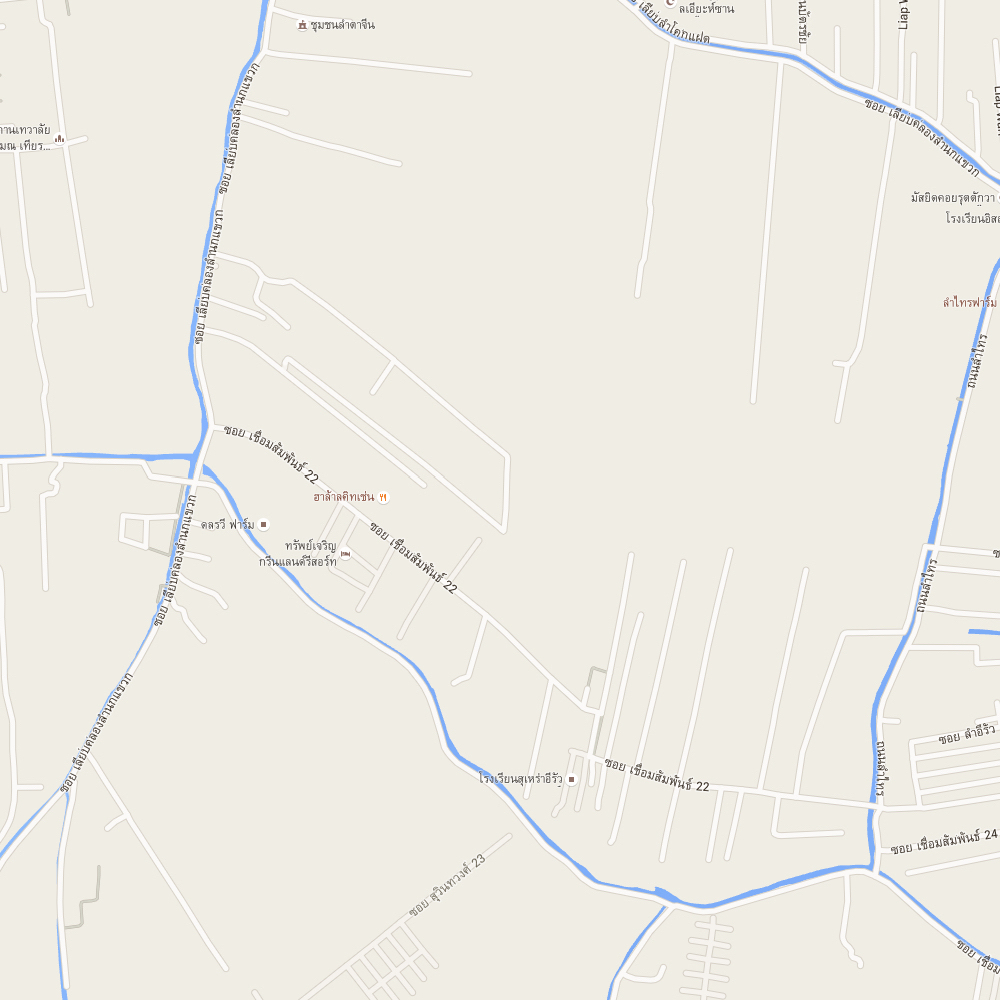 ชุมชนลำตาจีน
ซอย เลียบคลองลำนกแขวก
ซอย เลียบคลองลำนกแขวก
ซอย เลียบคลองลำนกแขวก
Liap
ซอย เลียบคลองลำนกแขวก
มัสยิดคอยรุตตักวา
ลำไทรฟาร์ม
ถนนลำไทร
ซอย เชื่อมสัมพันธ์ 22
ฮาล้าลคิทเช่น
ดลรวี ฟาร์ม
ทรัพย์เจริญ
กรีนแลนด์รีสอร์ท
ซอย เชื่อมสัมพันธ์ 22
ซอย เลียบคลองลำนกแขวก
ถนนลำไทร
ซอย ลำอีรัว
ถนนลำไทร
โรงเรียนสุเหร่าอีรัว
ซอย เชื่อมสัมพันธ์ 22
ซอย เชื่อมสัมพันธ์ 24
ซอย สุวินทวงศ์ 23